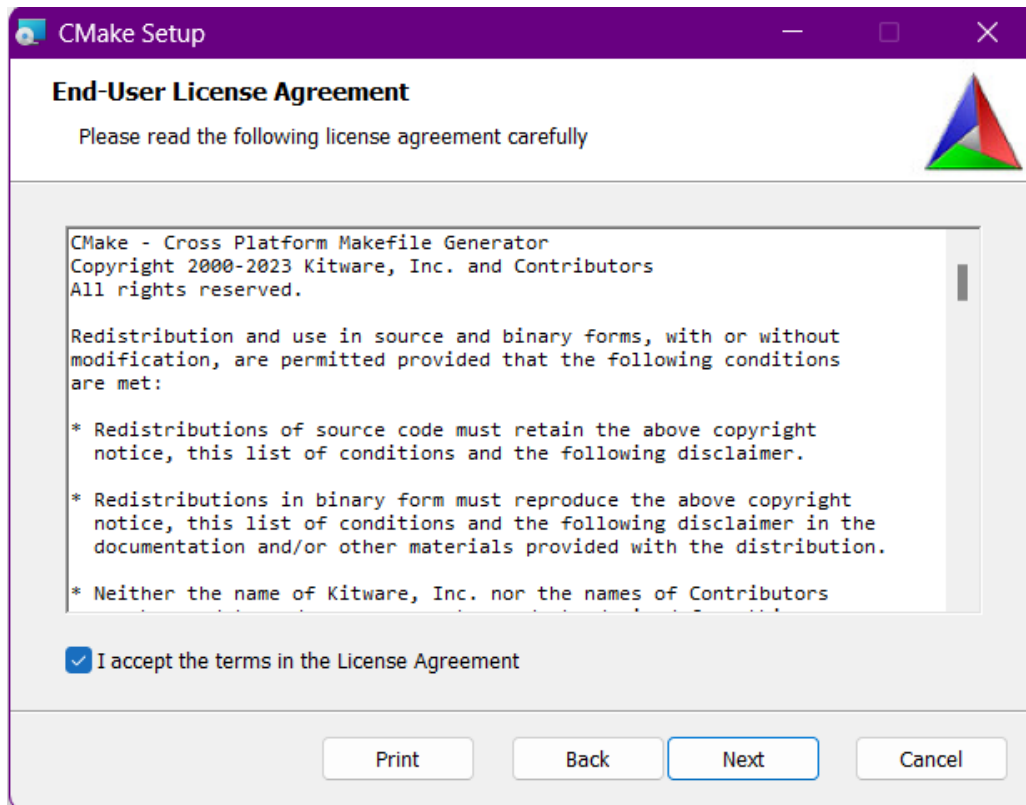 CMake Setup
End-User License Agreement
Please read the following license agreement carefully
CMake - Cross Platform Makefile Generator
Copyright 2000-2023 Kitware, Inc. and Contributors
All rights reserved.
Redistribution and use in source and binary forms, with or without
modification, are permitted provided that the following conditions
are met:
* Redistributions of source code must retain the above copyright
notice, this list of conditions and the following disclaimer.
* Redistributions in binary form must reproduce the above copyright
notice, this list of conditions and the following disclaimer in the
documentation and/or other materials provided with the distribution.
* Neither the name of Kitware, Inc. nor the names of Contributors
I accept the terms in the License Agreement
Print Back Next Cancel